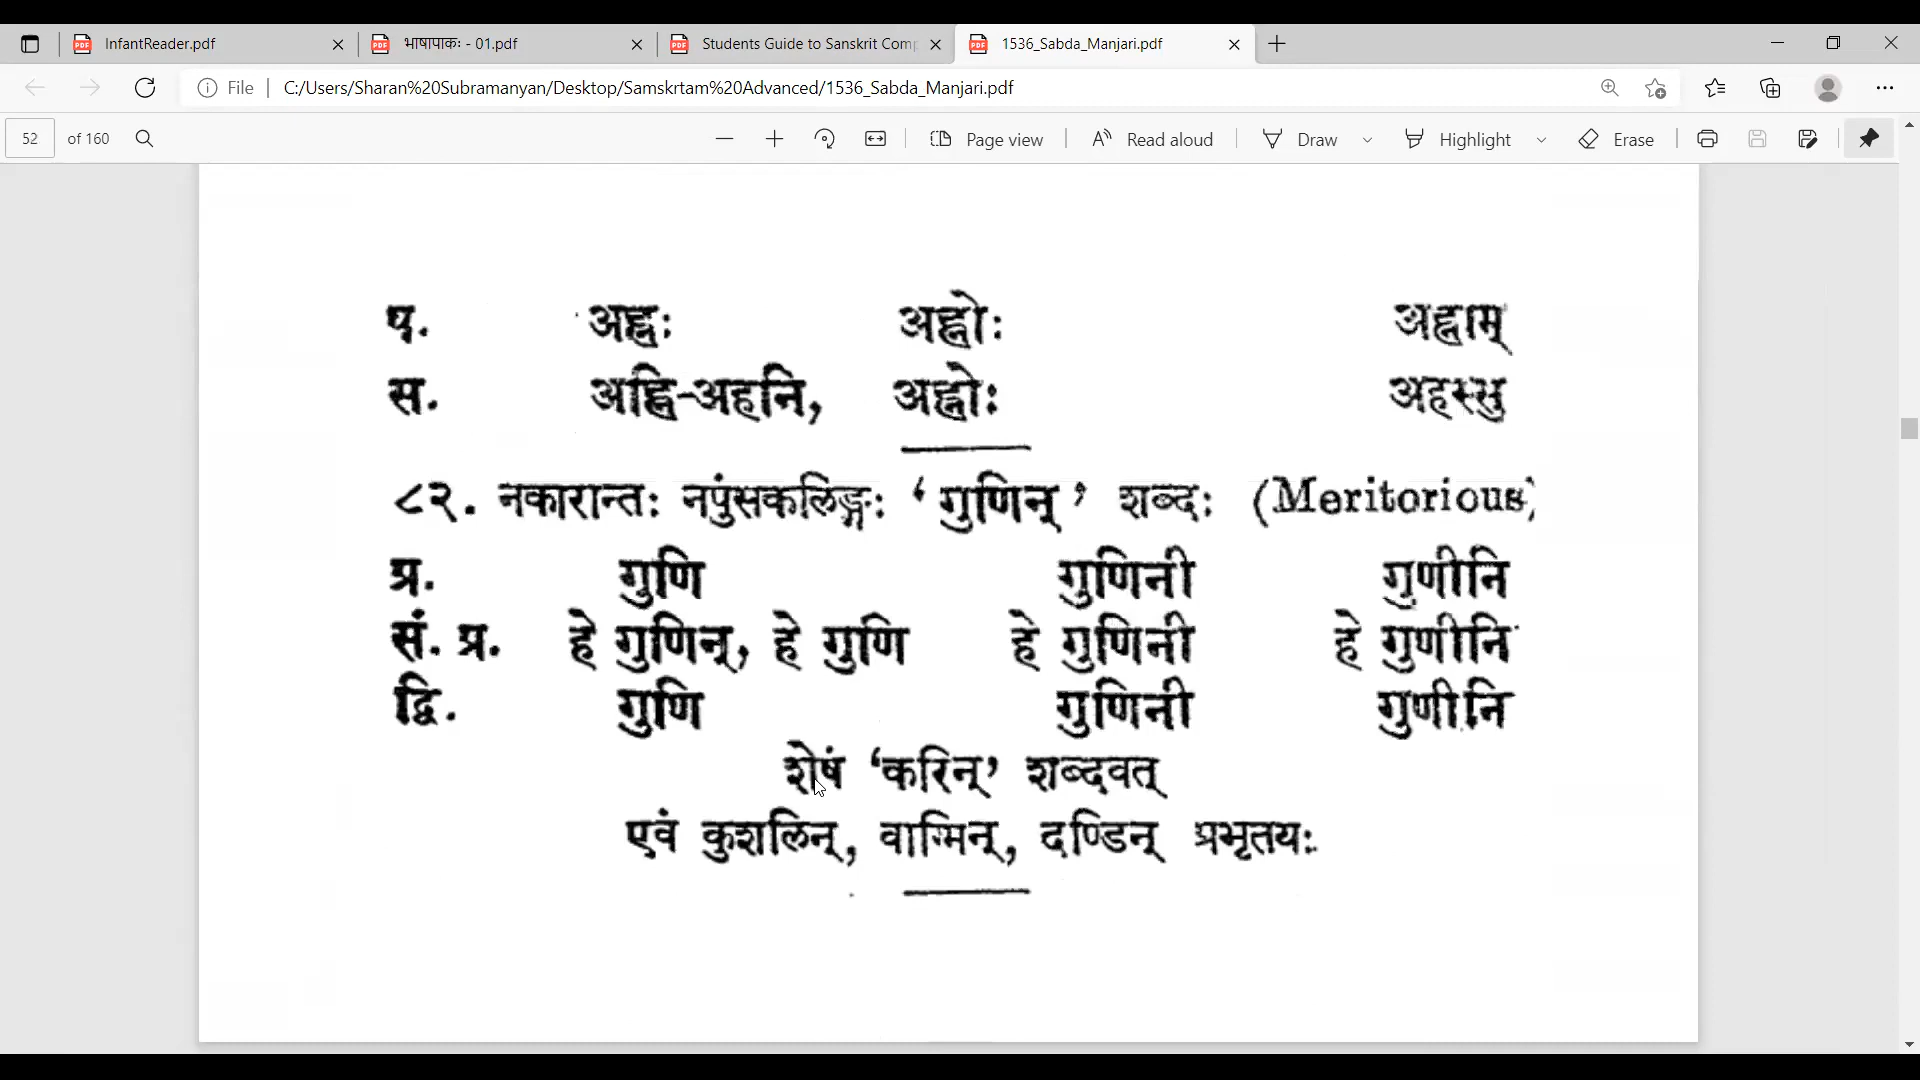 InfantReader.pdf भाषापाकः - 01.pdf Students Guide to Sanskrit Comp 1536_Sabda_Manjari.pdf
File C:/Users/Sharan%20Subramanyan/Desktop/Samskrtam%20Advanced/1536_Sabda_Manjari.pdf
52 of 160 Page view Read aloud Draw Highlight Erase
ष. अह्नः अह्नोः अह्नाम्
स. अह्नि-अहनि, अह्नोः अहस्सु
८२. नकारान्तः नपुंसकलिङ्गः ‘गुणिन्’ शब्दः (Meritorious)
प्र. गुणि गुणिनी गुणीनि
सं. प्र. हे गुणिन्, हे गुणि हे गुणिनी हे गुणीनि
द्वि. गुणि गुणिनी गुणीनि
शेषं ‘करिन्’ शब्दवत्
एवं कुशलिन्, वाग्मिन्, दण्डिन् प्रभृतयः